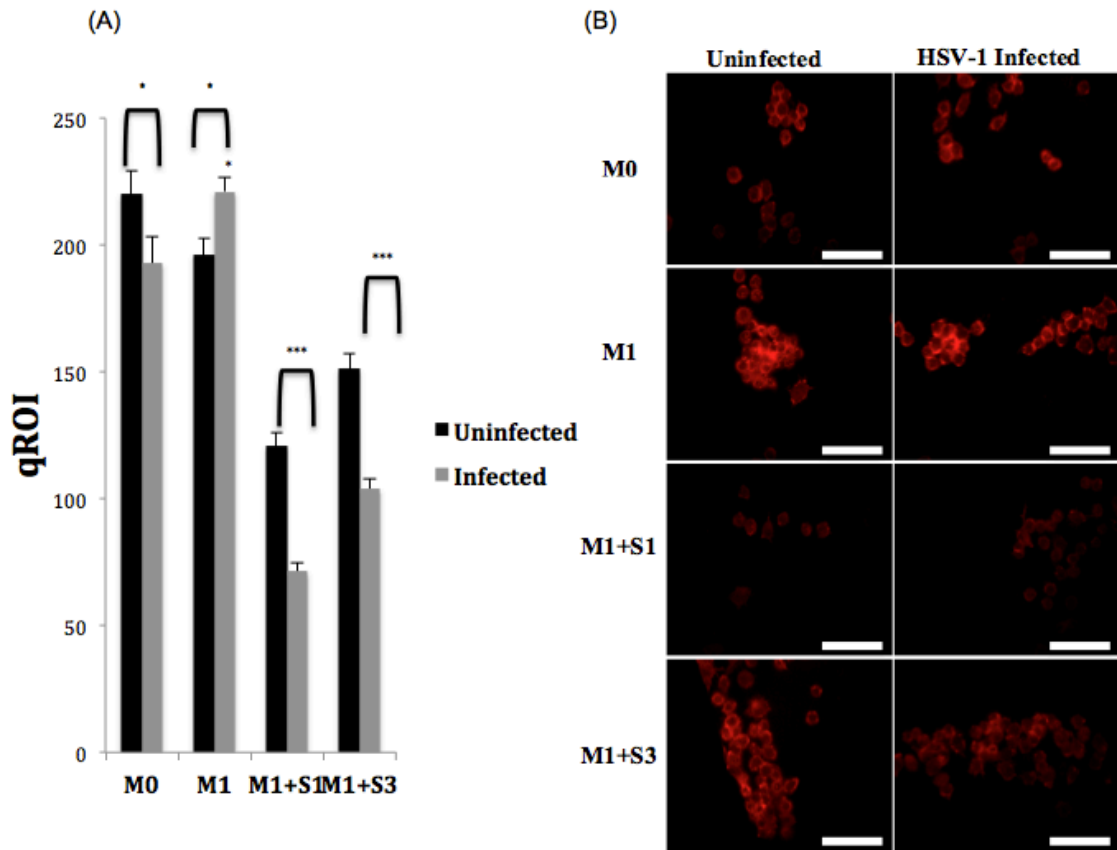 (A)
(B)
Uninfected
HSV-1 Infected
* *
*
***
***
250
200
150
100
50
0
qROI
M0
M1
M1+S1
M1+S3
Uninfected
Infected
M0
M1
M1+S1
M1+S3